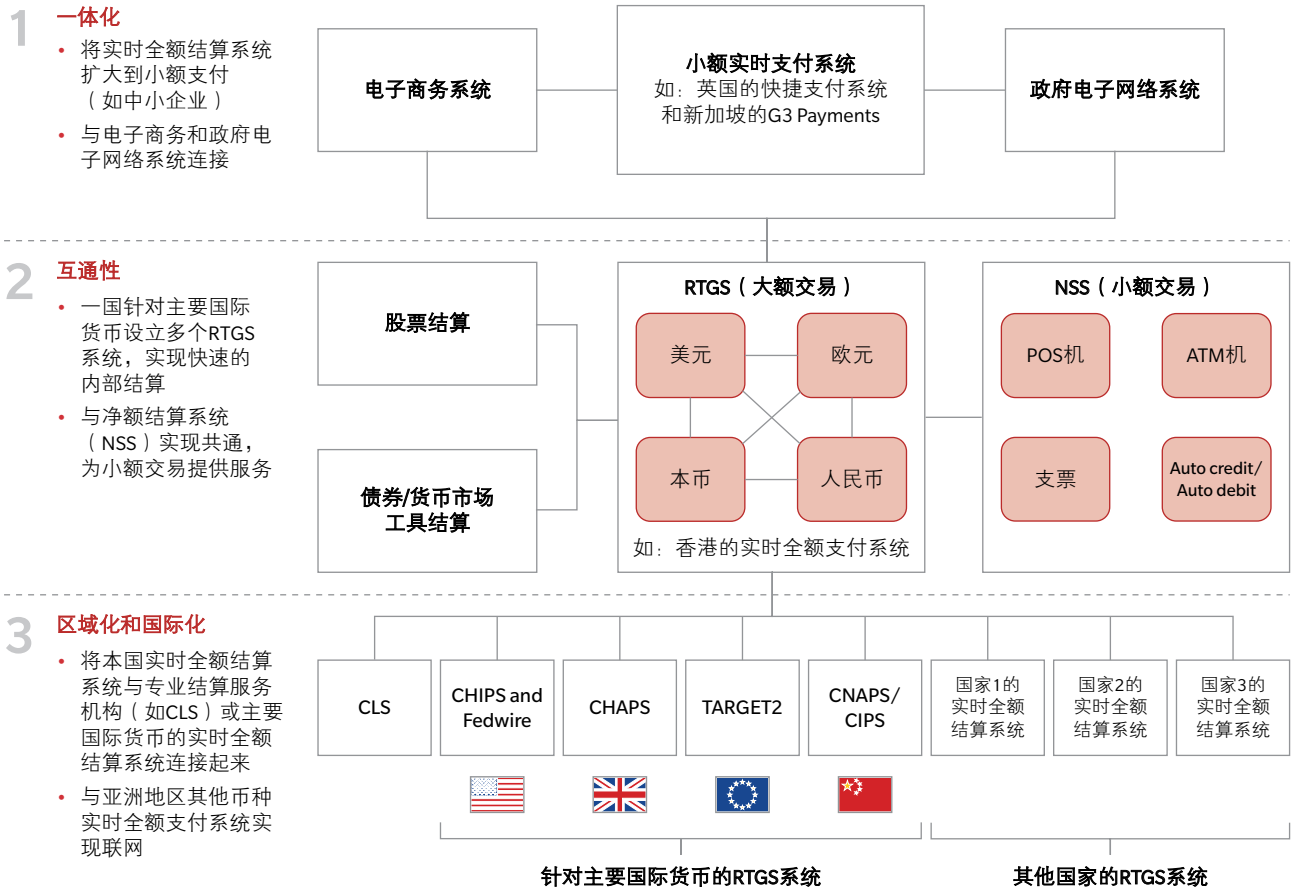 1 一体化
• 将实时全额结算系统
扩大到小额支付
（如中小企业）
• 与电子商务和政府电
子网络系统连接
电子商务系统
小额实时支付系统
如：英国的快捷支付系统
和新加坡的G3 Payments
政府电子网络系统
2 互通性
• 一国针对主要国际
货币设立多个RTGS
系统，实现快速的
内部结算
• 与净额结算系统
（NSS）实现共通，
为小额交易提供服务
股票结算
债券/货币市场
工具结算
RTGS（大额交易）
美元
欧元
本币
人民币
如：香港的实时全额支付系统
NSS（小额交易）
POS机
ATM机
支票
Auto credit/
Auto debit
3 区域化和国际化
• 将本国实时全额结算
系统与专业结算服务
机构（如CLS）或主要
国际货币的实时全额
结算系统连接起来
• 与亚洲地区其他币种
实时全额支付系统实
现联网
CLS
CHIPS and
Fedwire
CHAPS
TARGET2
CNAPS/
CIPS
国家1的
实时全额
结算系统
国家2的
实时全额
结算系统
国家3的
实时全额
结算系统
针对主要国际货币的RTGS系统
其他国家的RTGS系统